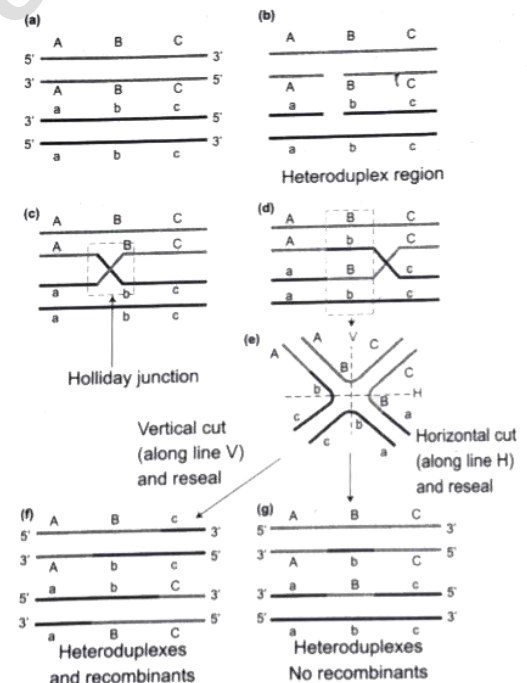 (a)
A B C
5' 3'
3' 5'
A B C
a b c
3' 5'
5' 3'
a b c
(b)
A B C
A B C
a b c
a b c
Heteroduplex region
(c)
A B C
A B C
a b c
a b c
Holliday junction
(d)
A B C
A b C
a B c
a b c
(e)
V
A A B C C
b B H
c c b a a
Vertical cut
(along line V)
and reseal
Horizontal cut
(along line H)
and reseal
(f)
A B c
5' 3'
3' 5'
A b c
a b C
5' 3'
3' 5'
a B C
Heteroduplexes
and recombinants
(g)
A B C
5' 3'
3' 5'
A b C
a B c
3' 5'
5' 3'
a b c
Heteroduplexes
No recombinants